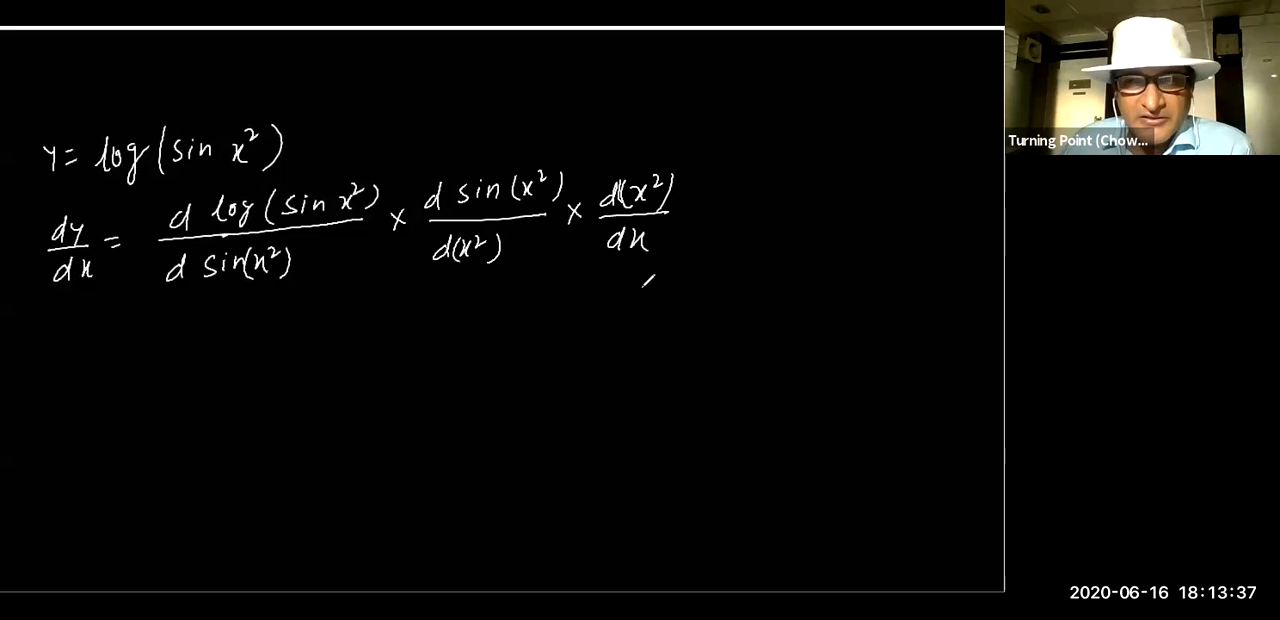 y = log(sin x²)
dy/dx = d log(sin x²)/d sin(x²) × d sin(x²)/d(x²) × d(x²)/dx
Turning Point (Chow...
2020-06-16 18:13:37